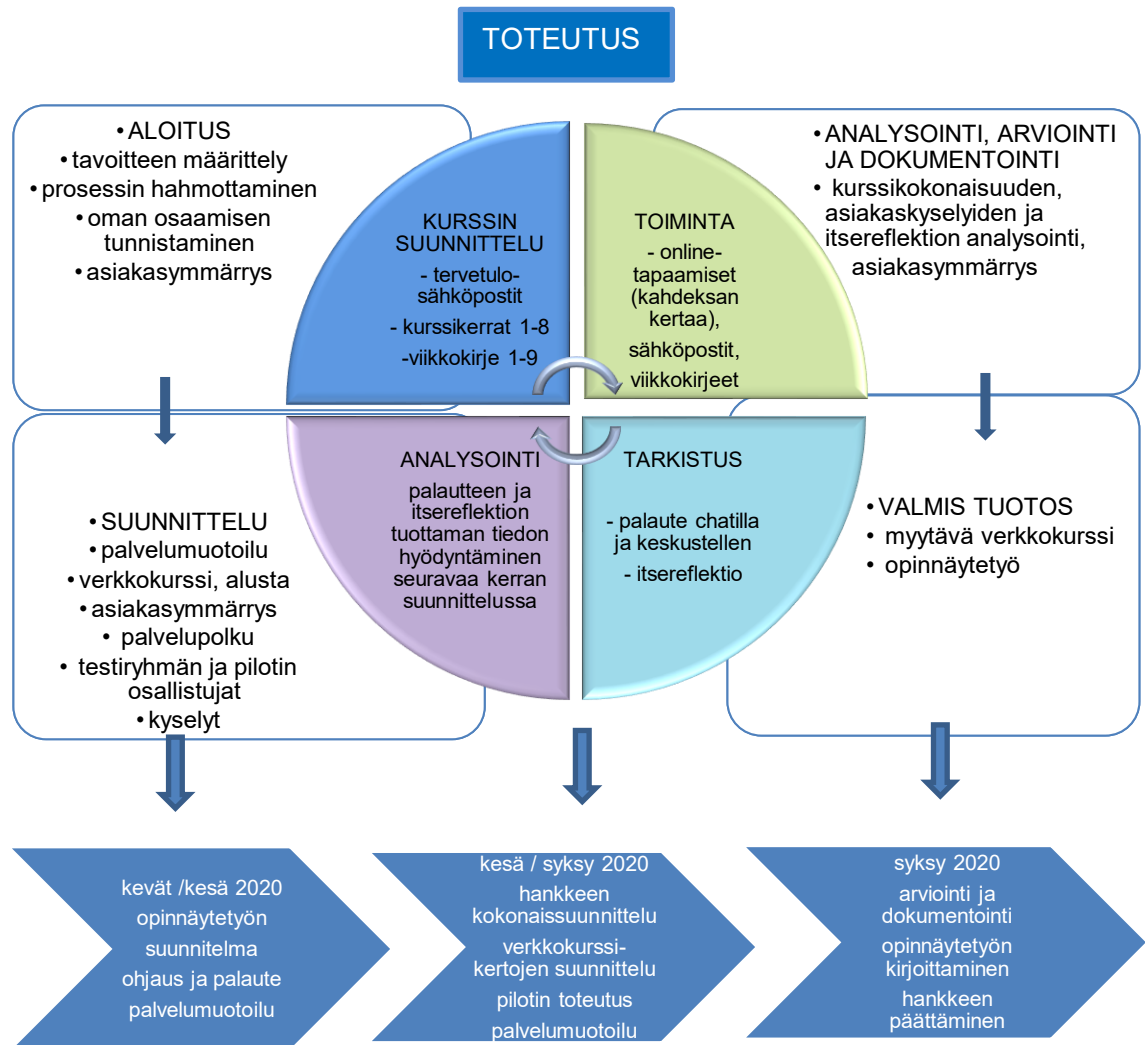 TOTEUTUS
•ALOITUS
•tavoitteen määrittely
•prosessin hahmottaminen
•oman osaamisen
tunnistaminen
•asiakasymmärrys
KURSSIN
SUUNNITTELU
- tervetulo-
sähköpostit
- kurssikerrat 1-8
-viikkokirje 1-9
TOIMINTA
- online-
tapaamiset
(kahdeksan
kertaa),
sähköpostit,
viikkokirjeet
•ANALYSOINTI, ARVIOINTI
JA DOKUMENTOINTI
• kurssikokonaisuuden,
asiakaskyselyiden ja
itsereflektion analysointi,
asiakasymmärrys
•SUUNNITTELU
•palvelumuotoilu
•verkkokurssi, alusta
•asiakasymmärrys
• palvelupolku
• testiryhmän ja pilotin
osallistujat
•kyselyt
ANALYSOINTI
palautteen ja
itsereflektion
tuottaman tiedon
hyödyntäminen
seuravaa kerran
suunnittelussa
TARKISTUS
- palaute chatilla
ja keskustellen
- itsereflektio
•VALMIS TUOTOS
• myytävä verkkokurssi
• opinnäytetyö
kevät /kesä 2020
opinnäytetyön
suunnitelma
ohjaus ja palaute
palvelumuotoilu
kesä / syksy 2020
hankkeen
kokonaissuunnittelu
verkkokurssi-
kertojen suunnittelu
pilotin toteutus
palvelumuotoilu
syksy 2020
arviointi ja
dokumentointi
opinnäytetyön
kirjoittaminen
hankkeen
päättäminen